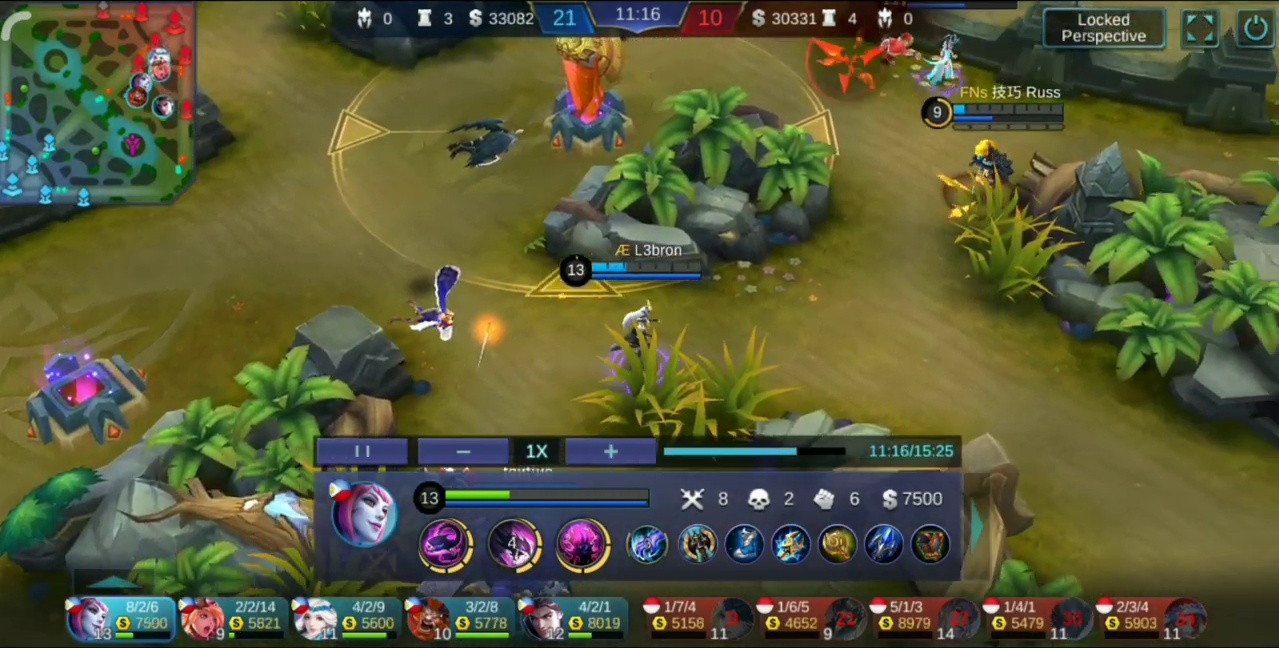 0 3 33082 21 11:16 10 30331 4 0
Locked
Perspective
FNs 技巧 Russ
9
Æ L3bron
13
1X
11:16/15:25
13 8 2 6 7500
4
8/2/6 2/2/14 4/2/9 3/2/8 4/2/1 1/7/4 1/6/5 5/1/3 1/4/1 2/3/4
7500 5821 5600 5778 8019 5158 4652 8979 5479 5903
13 9 11 10 12 11 9 14 11 11